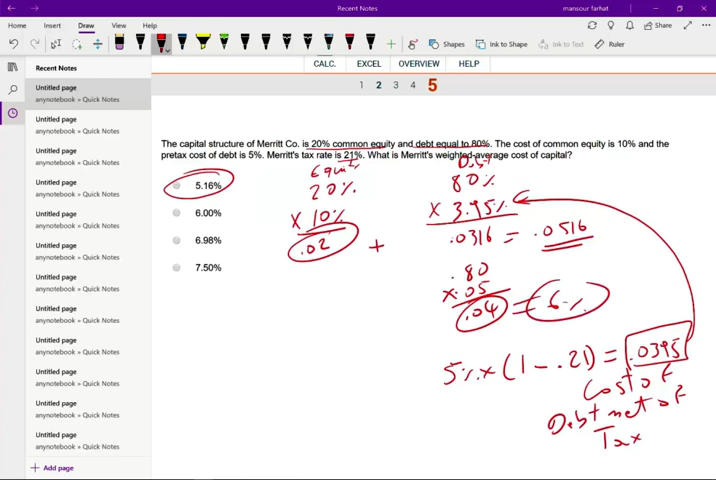 Recent Notes
mansour farhat
Home Insert Draw View Help
Share
Shapes
Ink to Shape
Ink to Text
Ruler
Recent Notes
Untitled page
anynotebook » Quick Notes
Untitled page
anynotebook » Quick Notes
Untitled page
anynotebook » Quick Notes
Untitled page
anynotebook » Quick Notes
Untitled page
anynotebook » Quick Notes
Untitled page
anynotebook » Quick Notes
Untitled page
anynotebook » Quick Notes
Untitled page
anynotebook » Quick Notes
Untitled page
anynotebook » Quick Notes
Untitled page
anynotebook » Quick Notes
Untitled page
anynotebook » Quick Notes
Untitled page
anynotebook » Quick Notes
+ Add page
CALC. EXCEL OVERVIEW HELP
1 2 3 4 5
The capital structure of Merritt Co. is 20% common equity and debt equal to 80%. The cost of common equity is 10% and the
pretax cost of debt is 5%. Merritt's tax rate is 21%. What is Merritt's weighted-average cost of capital?
5.16%
6.00%
6.98%
7.50%
20%
x 10%
.02
+
80%
x 3.95%
.0316 = .0516
.80
x .05
.04 = 6%
5% x (1 - .21) = .0395
Cost of
Debt net of
Tax